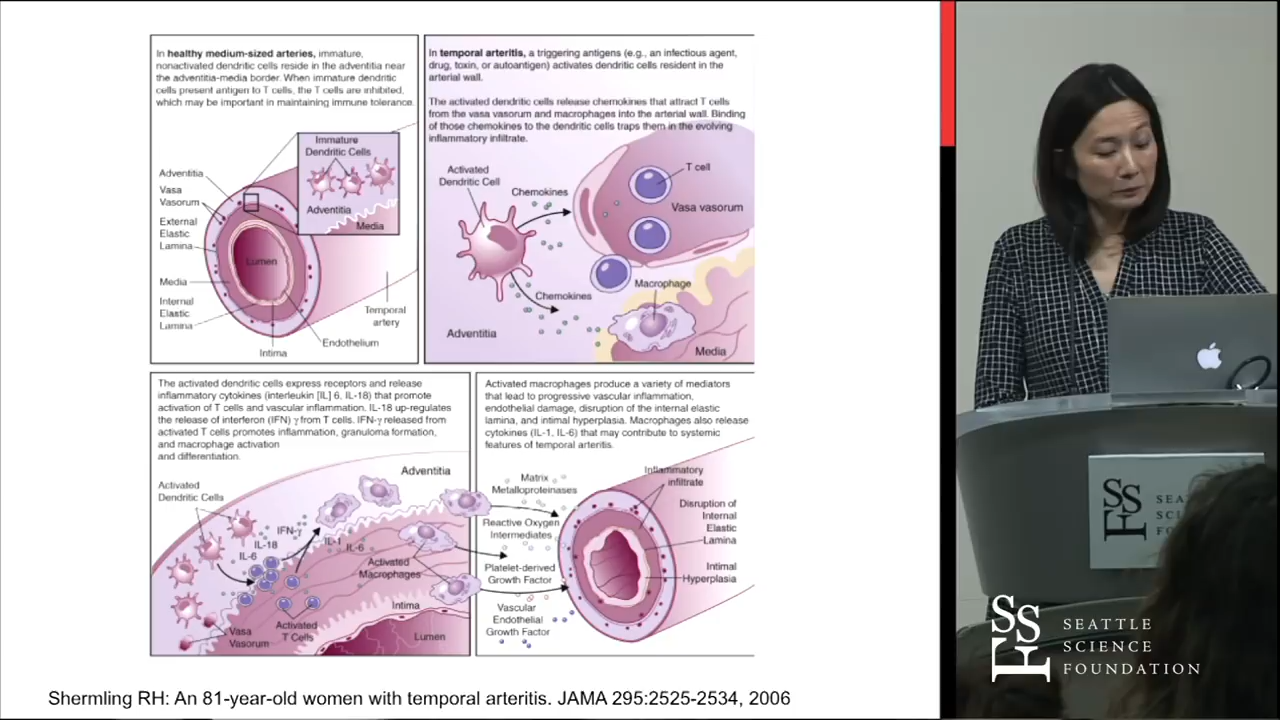 In healthy medium-sized arteries, immature,
nonactivated dendritic cells reside in the adventitia near
the adventitia-media border. When immature dendritic
cells present antigen to T cells, the T cells are inhibited,
which may be important in maintaining immune tolerance.
Immature
Dendritic Cells
Adventitia
Media
Adventitia
Vasa
Vasorum
External
Elastic
Lamina
Media
Internal
Elastic
Lamina
Lumen
Intima
Endothelium
Temporal
artery
In temporal arteritis, a triggering antigens (e.g., an infectious agent,
drug, toxin, or autoantigen) activates dendritic cells resident in the
arterial wall.
The activated dendritic cells release chemokines that attract T cells
from the vasa vasorum and macrophages into the arterial wall. Binding
of those chemokines to the dendritic cells traps them in the evolving
inflammatory infiltrate.
Activated
Dendritic Cell
Chemokines
T cell
Vasa vasorum
Chemokines
Macrophage
Adventitia
Media
The activated dendritic cells express receptors and release
inflammatory cytokines (interleukin [IL] 6, IL-18) that promote
activation of T cells and vascular inflammation. IL-18 up-regulates
the release of interferon (IFN) γ from T cells. IFN-γ released from
activated T cells promotes inflammation, granuloma formation,
and macrophage activation
and differentiation.
Adventitia
Activated
Dendritic Cells
IFN-γ
IL-18
IL-6
IL-1
IL-6
Activated
Macrophages
Intima
Activated
T Cells
Vasa
Vasorum
Lumen
Activated macrophages produce a variety of mediators
that lead to progressive vascular inflammation,
endothelial damage, disruption of the internal elastic
lamina, and intimal hyperplasia. Macrophages also release
cytokines (IL-1, IL-6) that may contribute to systemic
features of temporal arteritis.
Matrix
Metalloproteinases
Reactive Oxygen
Intermediates
Platelet-derived
Growth Factor
Vascular
Endothelial
Growth Factor
Inflammatory
infiltrate
Disruption of
Internal
Elastic
Lamina
Intimal
Hyperplasia
Shermling RH: An 81-year-old women with temporal arteritis. JAMA 295:2525-2534, 2006
SSF
SEA
SCI
FOU
SSF
SEATTLE
SCIENCE
FOUNDATION